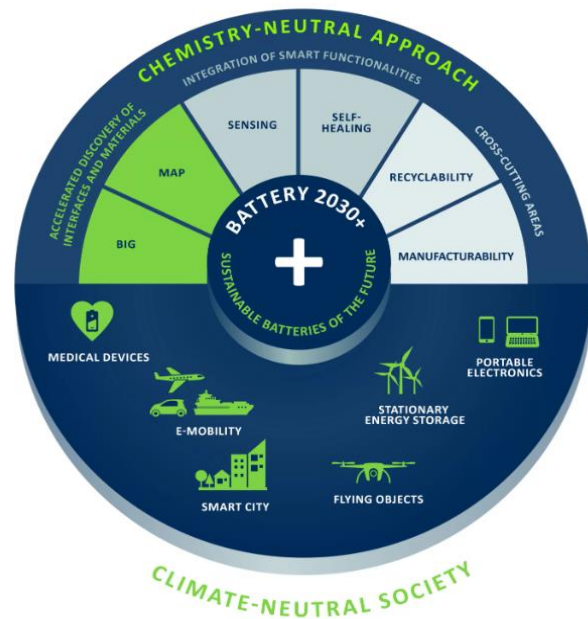 CHEMISTRY-NEUTRAL APPROACH
INTEGRATION OF SMART FUNCTIONALITIES
ACCELERATED DISCOVERY OF
INTERFACES AND MATERIALS
CROSS-CUTTING AREAS
BIG
MAP
SENSING
SELF-
HEALING
RECYCLABILITY
MANUFACTURABILITY
BATTERY 2030+
SUSTAINABLE BATTERIES OF THE FUTURE
MEDICAL DEVICES
E-MOBILITY
SMART CITY
FLYING OBJECTS
STATIONARY
ENERGY STORAGE
PORTABLE
ELECTRONICS
CLIMATE-NEUTRAL SOCIETY